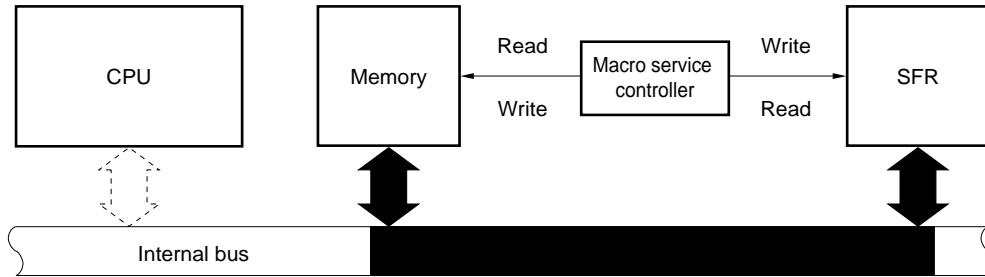 CPU
Memory
Read
Write
Macro service
controller
Write
Read
SFR
Internal bus